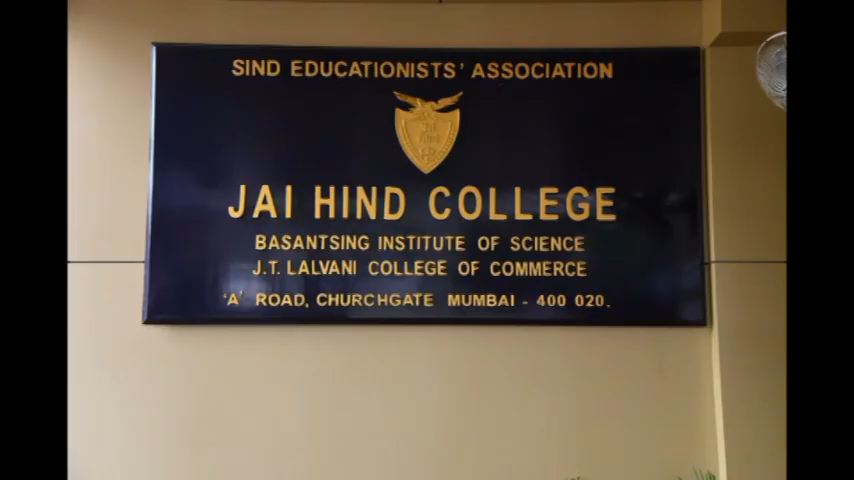 SIND EDUCATIONISTS' ASSOCIATION
JAI HIND COLLEGE
BASANTSING INSTITUTE OF SCIENCE
J.T. LALVANI COLLEGE OF COMMERCE
'A' ROAD, CHURCHGATE MUMBAI - 400 020.